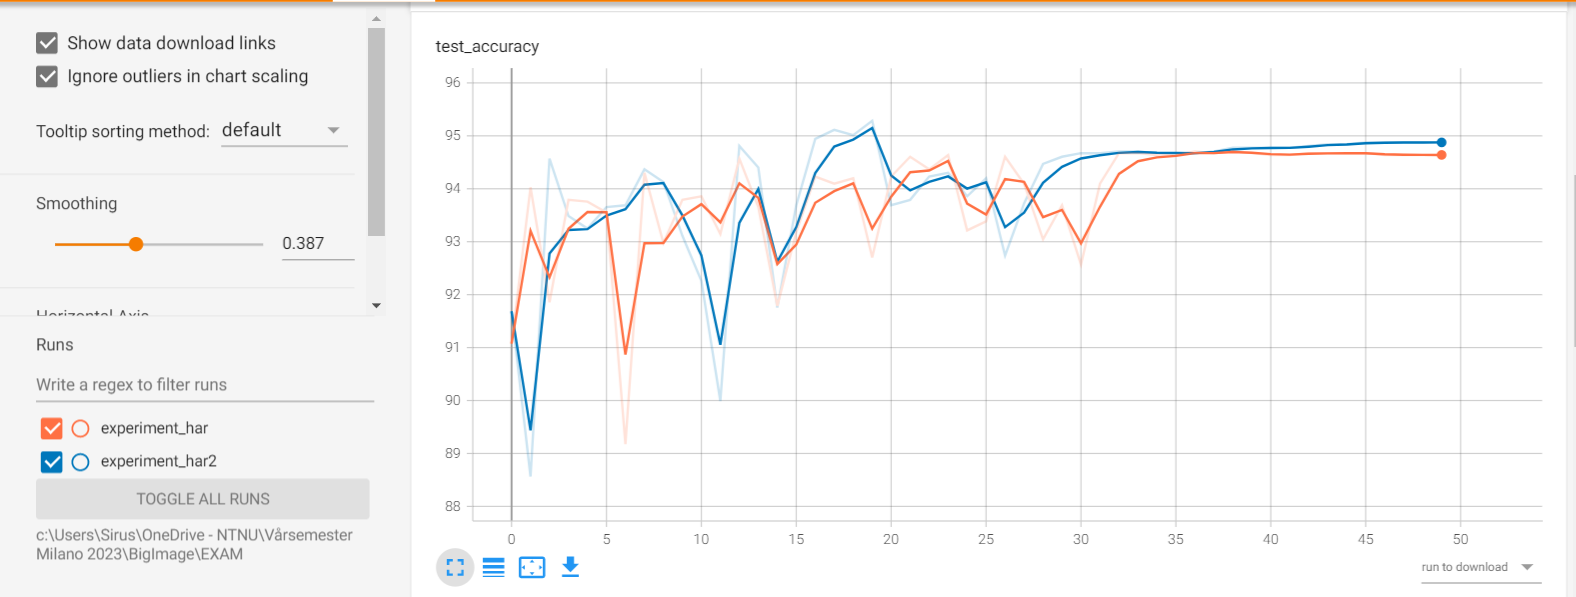 Show data download links
Ignore outliers in chart scaling
Tooltip sorting method: default
Smoothing
0.387
Horizontal Axis
Runs
Write a regex to filter runs
experiment_har
experiment_har2
TOGGLE ALL RUNS
c:\Users\Sirus\OneDrive - NTNU\Vårsemester
Milano 2023\BigImage\EXAM
test_accuracy
96
95
94
93
92
91
90
89
88
0 5 10 15 20 25 30 35 40 45 50
run to download